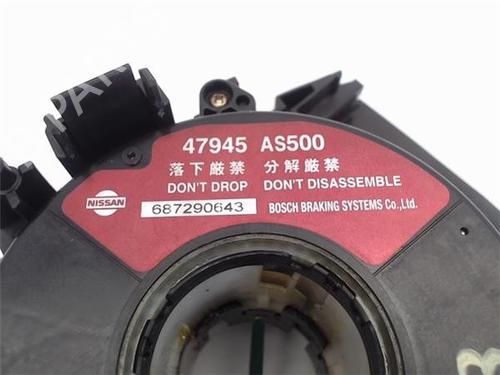 47945 AS500
落下厳禁 分解厳禁
DON'T DROP DON'T DISASSEMBLE
NISSAN 687290643 BOSCH BRAKING SYSTEMS Co.,Ltd.
B